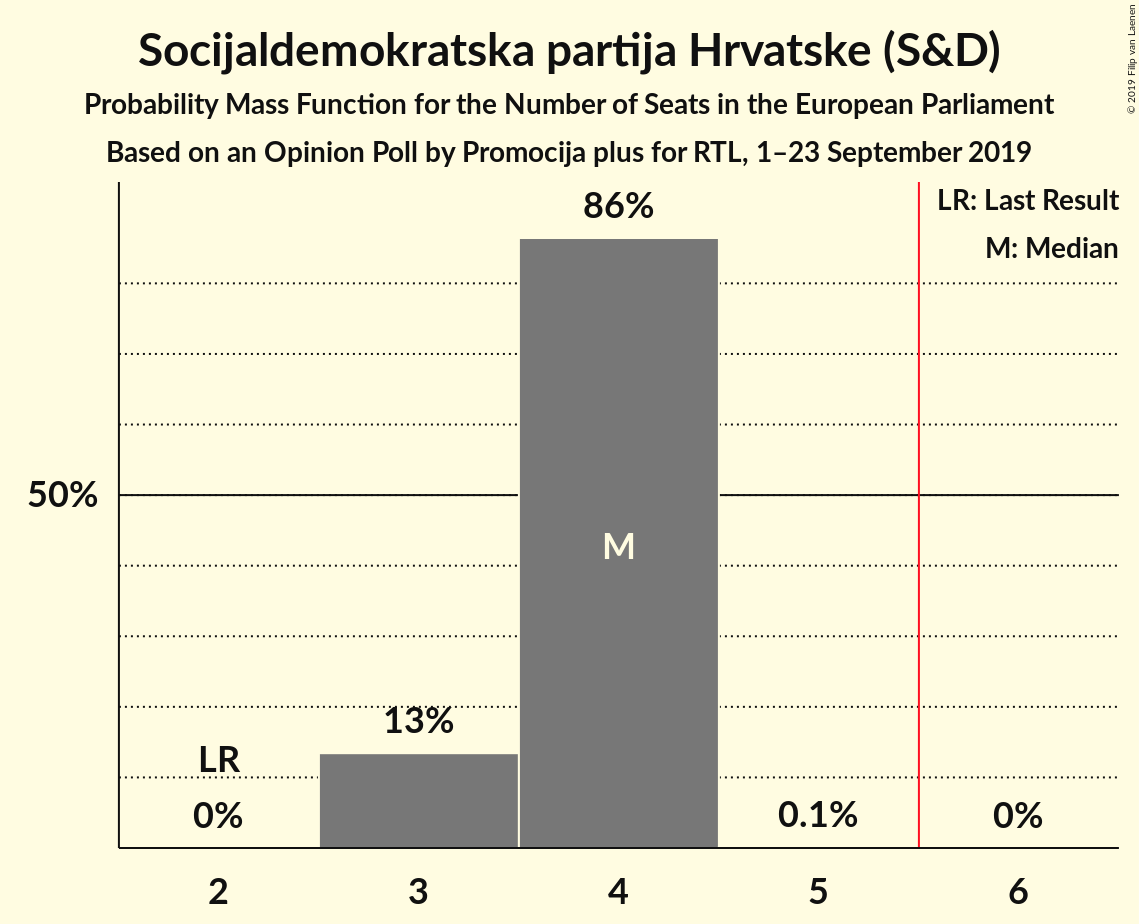 Socijaldemokratska partija Hrvatske (S&D)
Probability Mass Function for the Number of Seats in the European Parliament
Based on an Opinion Poll by Promocija plus for RTL, 1–23 September 2019
© 2019 Filip van Laenen
LR: Last Result
M: Median
86%
50%
M
13%
LR
0%
0.1%
0%
2 3 4 5 6